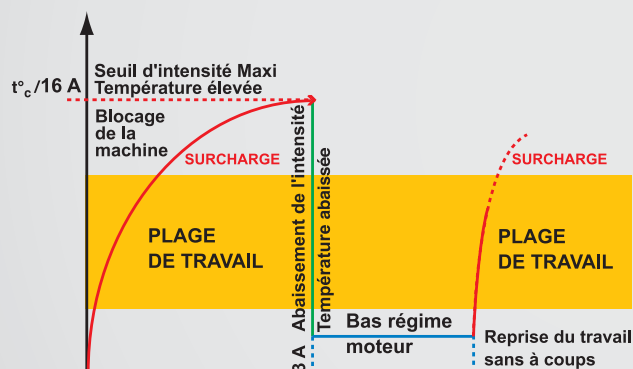 Seuil d'intensité Maxi
t°c/16 A
Température élevée
Blocage
de la
machine
SURCHARGE
PLAGE
DE TRAVAIL
Abaissement de l'intensité
Température abaissée
Bas régime
moteur
SURCHARGE
PLAGE
DE TRAVAIL
Reprise du travail
sans à coups